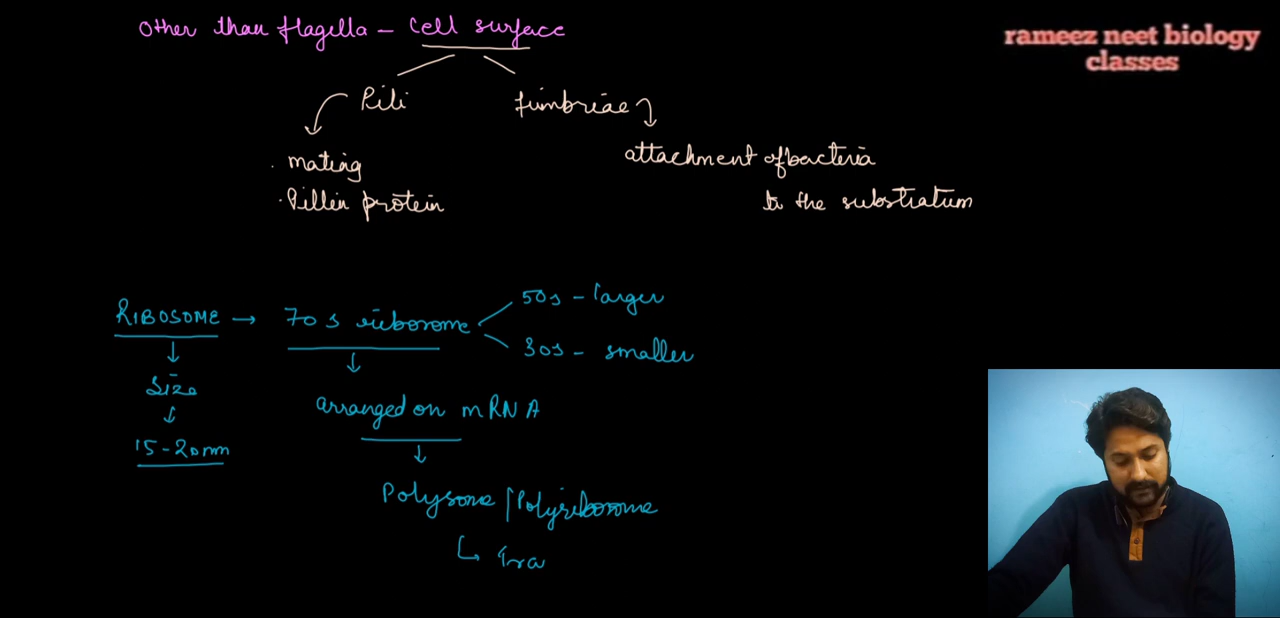 Other than flagella – Cell surface
rameez neet biology
classes
Pili
fimbriae
. mating
. Pillin protein
attachment of bacteria
to the substratum
RIBOSOME → 70 s ribosome
50s – larger
30s – smaller
↓
Size
↓
15-20nm
↓
arranged on mRNA
↓
Polysome / Polyribosome
↳ tra